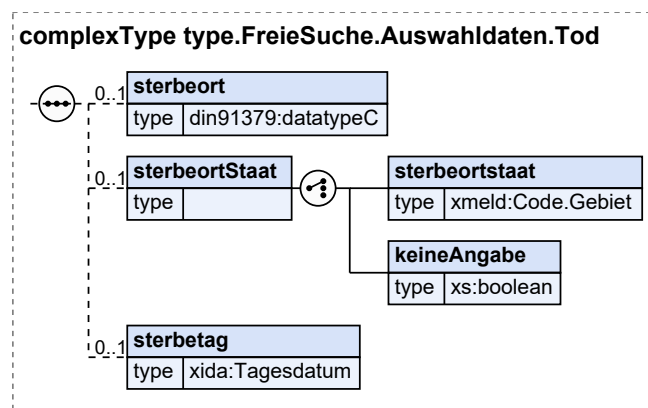 complexType type.FreieSuche.Auswahldaten.Tod
0..1 sterbeort
type din91379:datatypeC
0..1 sterbeortStaat
type
sterbeortstaat
type xmeld:Code.Gebiet
keineAngabe
type xs:boolean
0..1 sterbetag
type xida:Tagesdatum